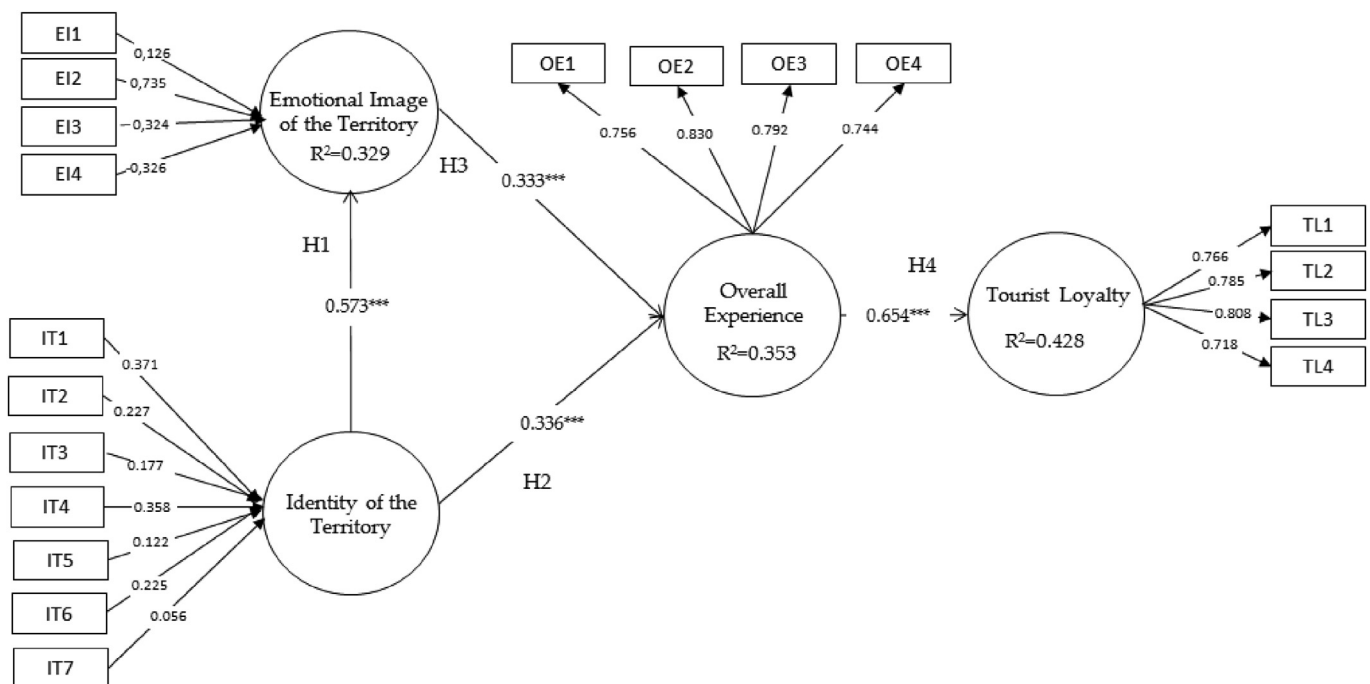 EI1
EI2
EI3
EI4
0,126
0,735
-0,324
-0,326
Emotional Image
of the Territory
R²=0.329
OE1
OE2
OE3
OE4
0.756
0.830
0.792
0.744
H3
0.333***
H1
0.573***
Overall
Experience
R²=0.353
H4
0.654***
Tourist Loyalty
R²=0.428
TL1
TL2
TL3
TL4
0.766
0.785
0.808
0.718
IT1
IT2
IT3
IT4
IT5
IT6
IT7
0.371
0.227
0.177
0.358
0.122
0.225
0.056
Identity of the
Territory
0.336***
H2